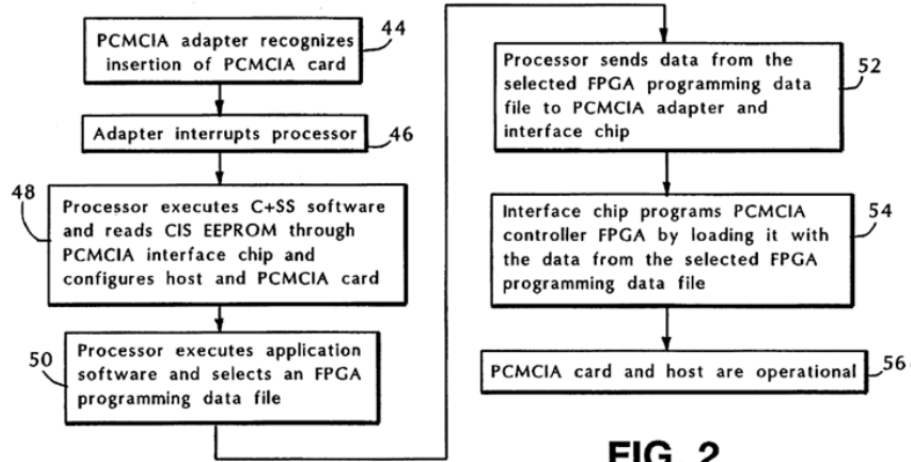 PCMCIA adapter recognizes
insertion of PCMCIA card
44
Adapter interrupts processor
46
48
Processor executes C+SS software
and reads CIS EEPROM through
PCMCIA interface chip and
configures host and PCMCIA card
50
Processor executes application
software and selects an FPGA
programming data file
Processor sends data from the
selected FPGA programming data
file to PCMCIA adapter and
interface chip
52
Interface chip programs PCMCIA
controller FPGA by loading it with
the data from the selected FPGA
programming data file
54
PCMCIA card and host are operational
56
FIG. 2